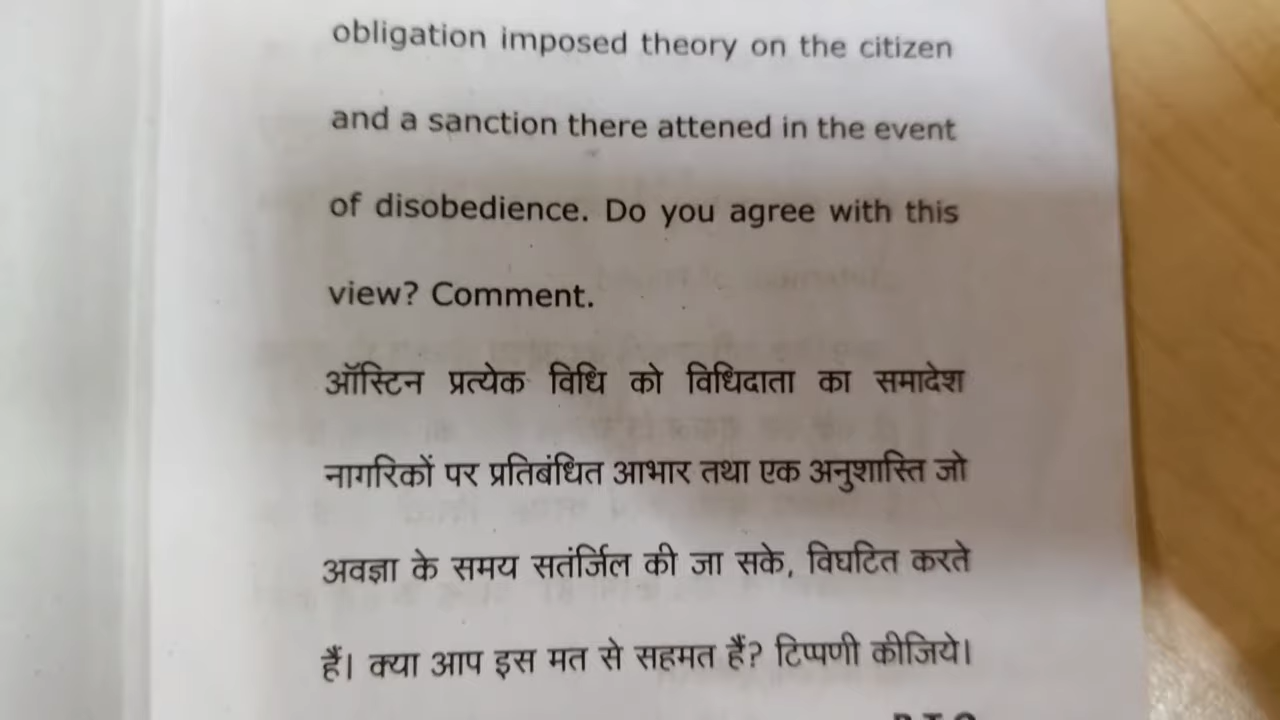 obligation imposed theory on the citizen
and a sanction there attened in the event
of disobedience. Do you agree with this
view? Comment.
ऑस्टिन प्रत्येक विधि को विधिदाता का समादेश
नागरिकों पर प्रतिबंधित आभार तथा एक अनुशास्ति जो
अवज्ञा के समय सतंर्जिल की जा सके, विघटित करते
हैं। क्या आप इस मत से सहमत हैं? टिप्पणी कीजिये।